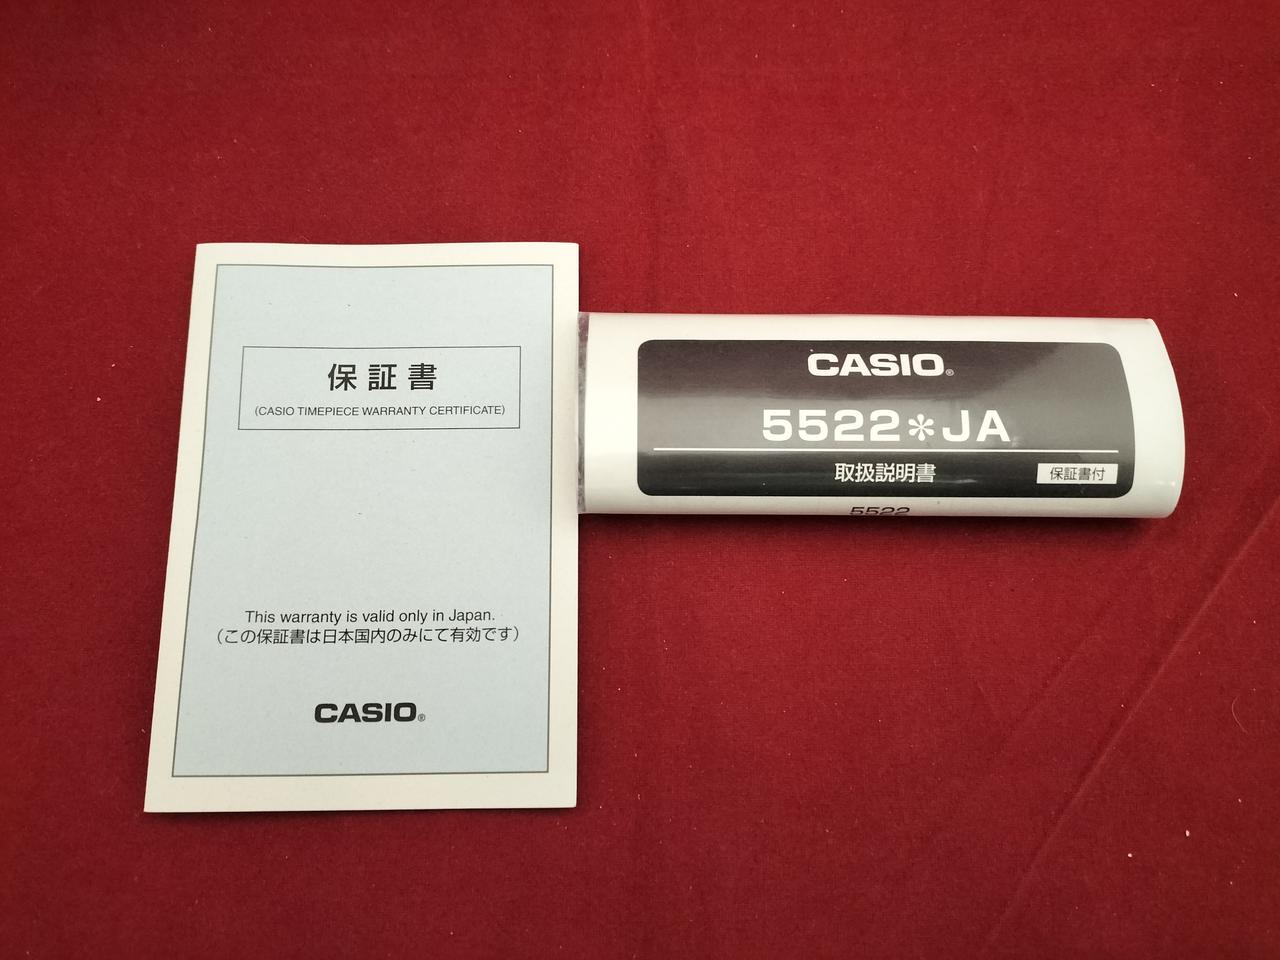 保証書
(CASIO TIMEPIECE WARRANTY CERTIFICATE)
This warranty is valid only in Japan.
(この保証書は日本国内のみにて有効です)
CASIO®
CASIO®
5522*JA
取扱説明書
保証書付
5522